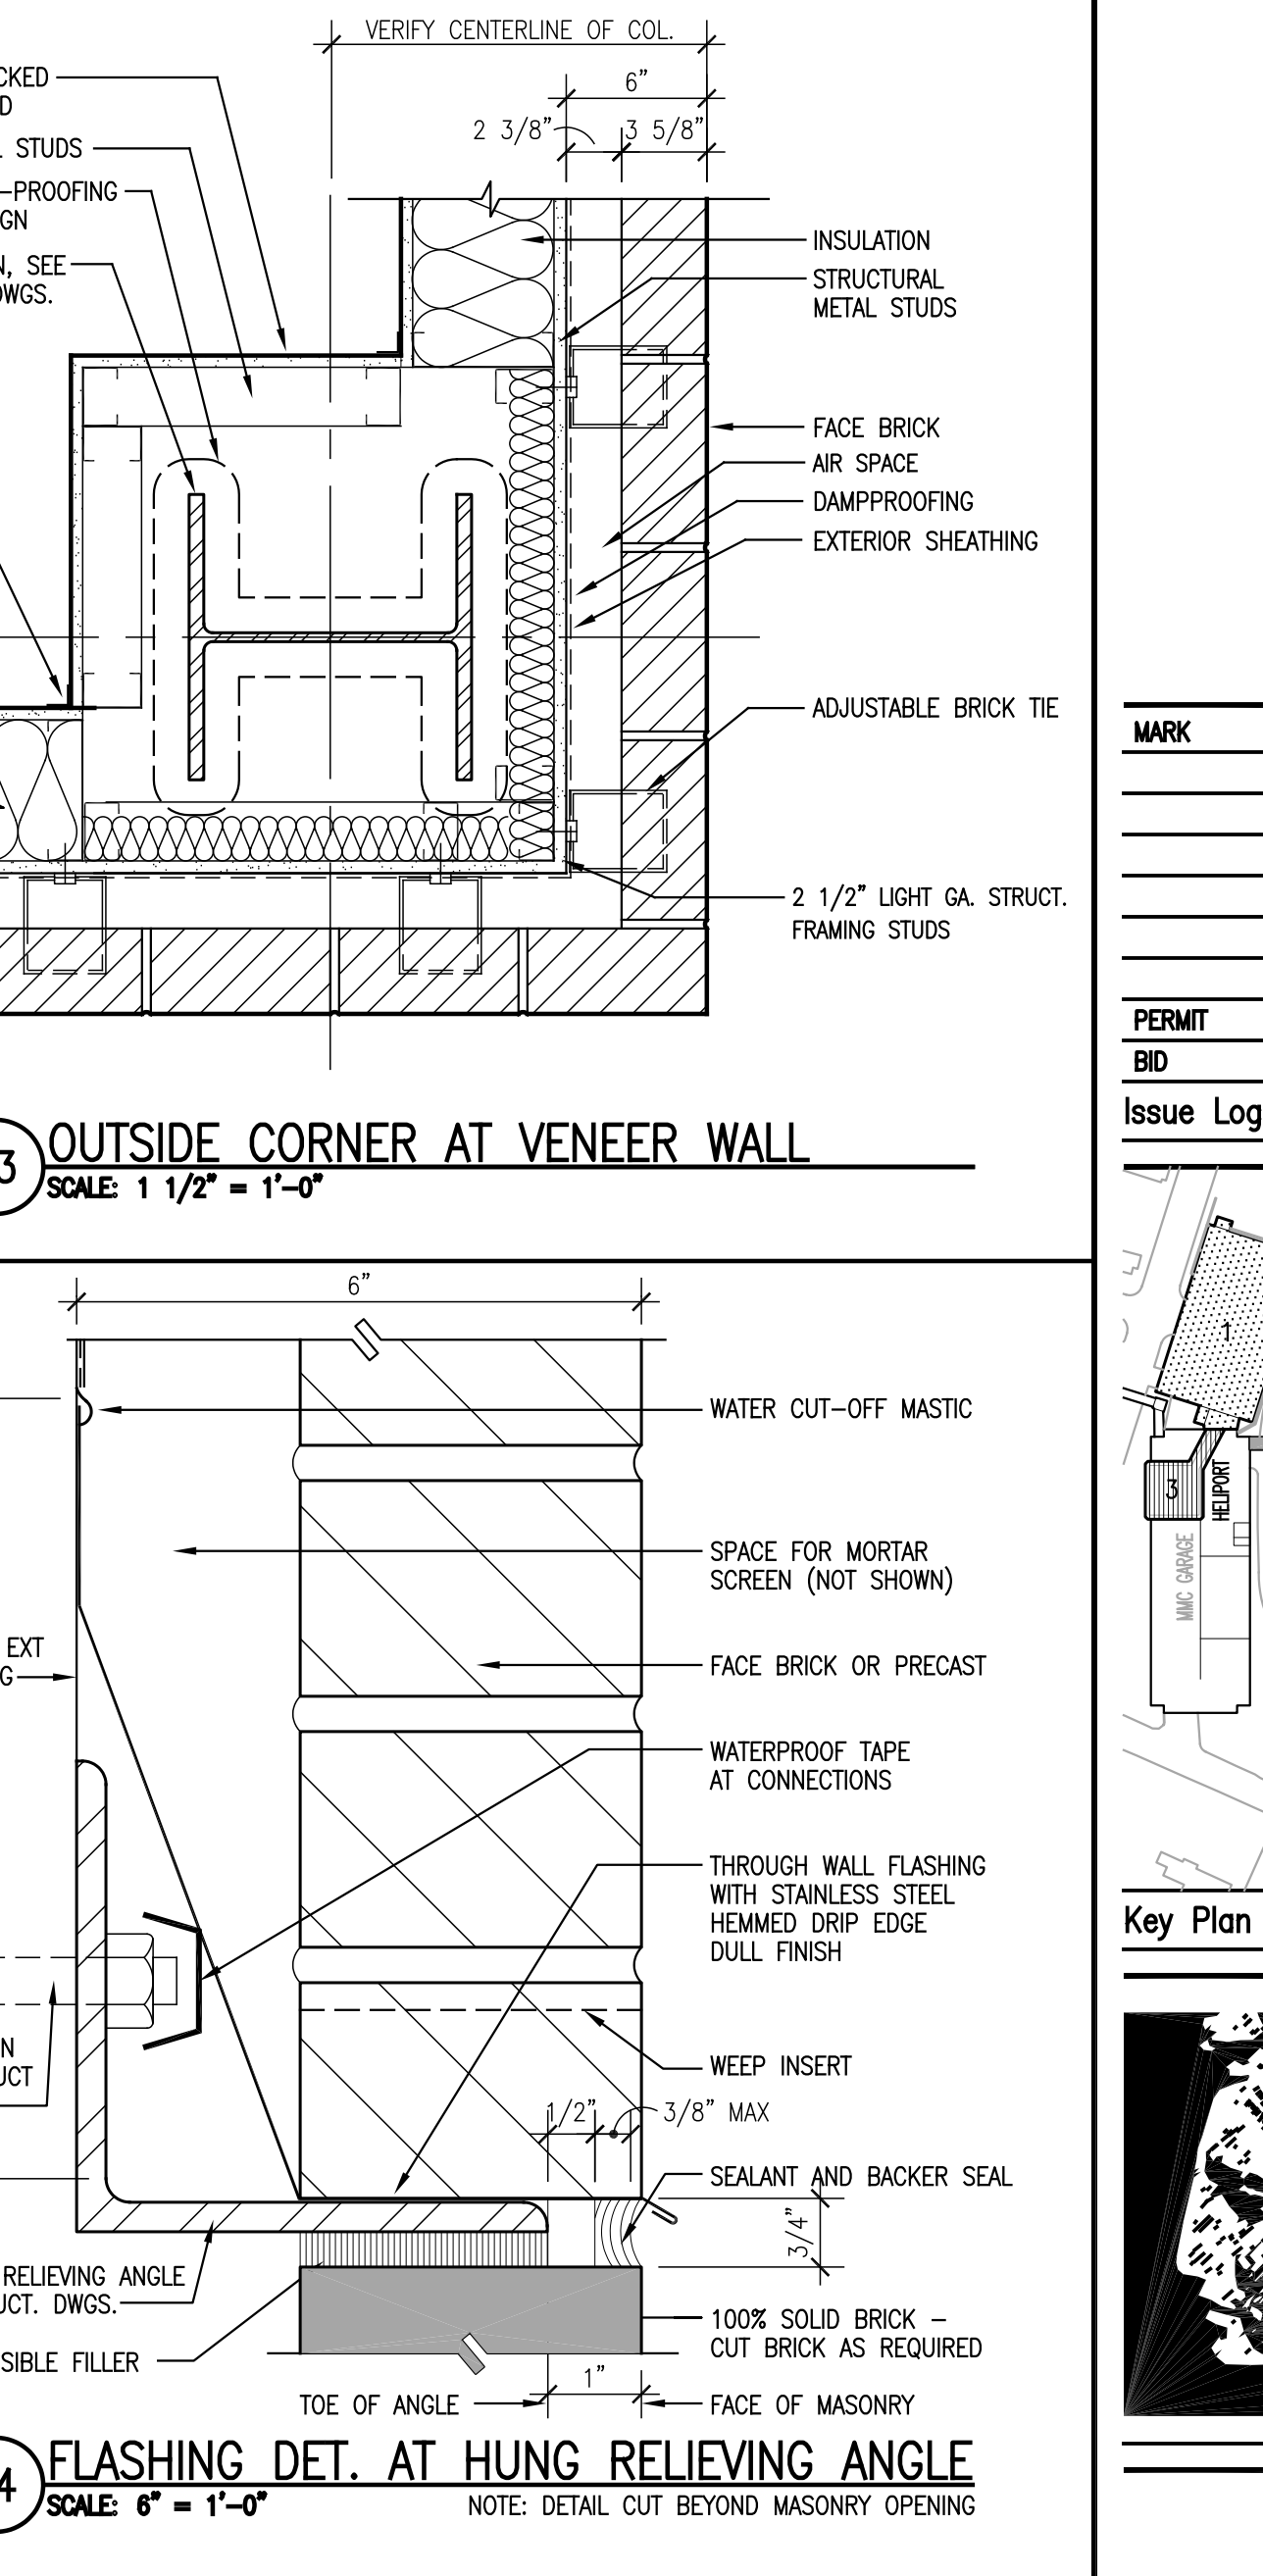 VERIFY CENTERLINE OF COL.
6"
2 3/8"
3 5/8"
CKED
D
STUDS
-PROOFING
GN
N, SEE
DWGS.
INSULATION
STRUCTURAL
METAL STUDS
FACE BRICK
AIR SPACE
DAMPPROOFING
EXTERIOR SHEATHING
ADJUSTABLE BRICK TIE
2 1/2" LIGHT GA. STRUCT.
FRAMING STUDS
3 OUTSIDE CORNER AT VENEER WALL
SCALE: 1 1/2" = 1'-0"
6"
WATER CUT-OFF MASTIC
SPACE FOR MORTAR
SCREEN (NOT SHOWN)
EXT
G
FACE BRICK OR PRECAST
WATERPROOF TAPE
AT CONNECTIONS
THROUGH WALL FLASHING
WITH STAINLESS STEEL
HEMMED DRIP EDGE
DULL FINISH
N
UCT
WEEP INSERT
1/2"
3/8" MAX
SEALANT AND BACKER SEAL
3/4"
RELIEVING ANGLE
UCT. DWGS.
SIBLE FILLER
100% SOLID BRICK -
CUT BRICK AS REQUIRED
1"
TOE OF ANGLE
FACE OF MASONRY
4 FLASHING DET. AT HUNG RELIEVING ANGLE
SCALE: 6" = 1'-0"
NOTE: DETAIL CUT BEYOND MASONRY OPENING
MARK
PERMIT
BID
Issue Log
1
3
HELIPORT
MMC GARAGE
Key Plan